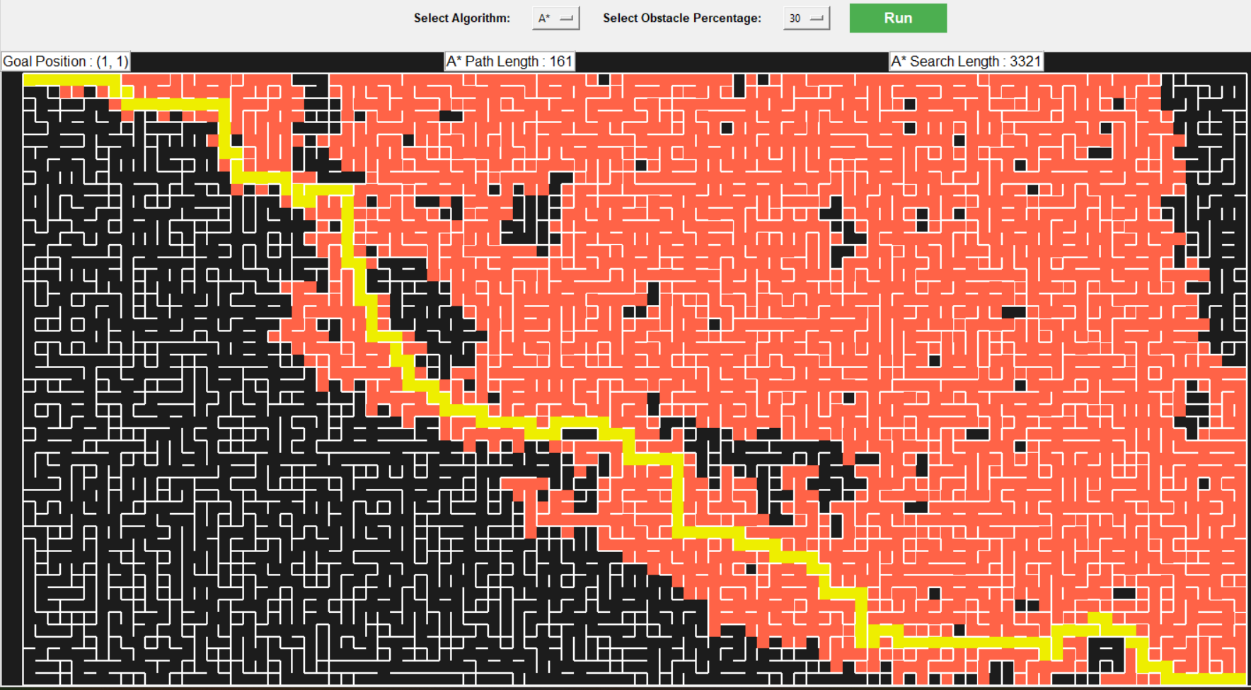 Select Algorithm: A* Select Obstacle Percentage: 30 Run
Goal Position : (1, 1) A* Path Length : 161 A* Search Length : 3321